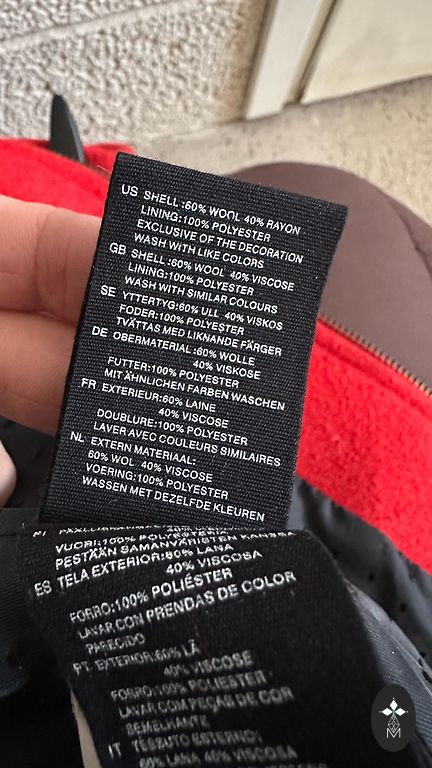 US SHELL:60% WOOL 40% RAYON
LINING:100% POLYESTER
EXCLUSIVE OF THE DECORATION
WASH WITH LIKE COLORS
GB SHELL:60% WOOL 40% VISCOSE
LINING:100% POLYESTER
WASH WITH SIMILAR COLOURS
SE YTTERTYG:60% ULL 40% VISKOS
FODER:100% POLYESTER
TVÄTTAS MED LIKNANDE FÄRGER
DE OBERMATERIAL:60% WOLLE
40% VISKOSE
FUTTER:100% POLYESTER
MIT ÄHNLICHEN FARBEN WASCHEN
FR EXTERIEUR:60% LAINE
40% VISCOSE
DOUBLURE:100% POLYESTER
LAVER AVEC COULEURS SIMILAIRES
NL EXTERN MATERIAAL:
60% WOL 40% VISCOSE
VOERING:100% POLYESTER
WASSEN MET DEZELFDE KLEUREN
VUORI:100% POLYESTERIÄ
PESTÄÄN SAMANVÄRISTEN KANSSA
ES TELA EXTERIOR:60% LANA
40% VISCOSA
FORRO:100% POLIÉSTER
LAVAR CON PRENDAS DE COLOR
PARECIDO
PT EXTERIOR:60% LÃ
40% VISCOSE
FORRO:100% POLIÉSTER
LAVAR COM PEÇAS DE COR
SEMELHANTE
IT TESSUTO ESTERNO:
60% LANA 40% VISCOSA
M